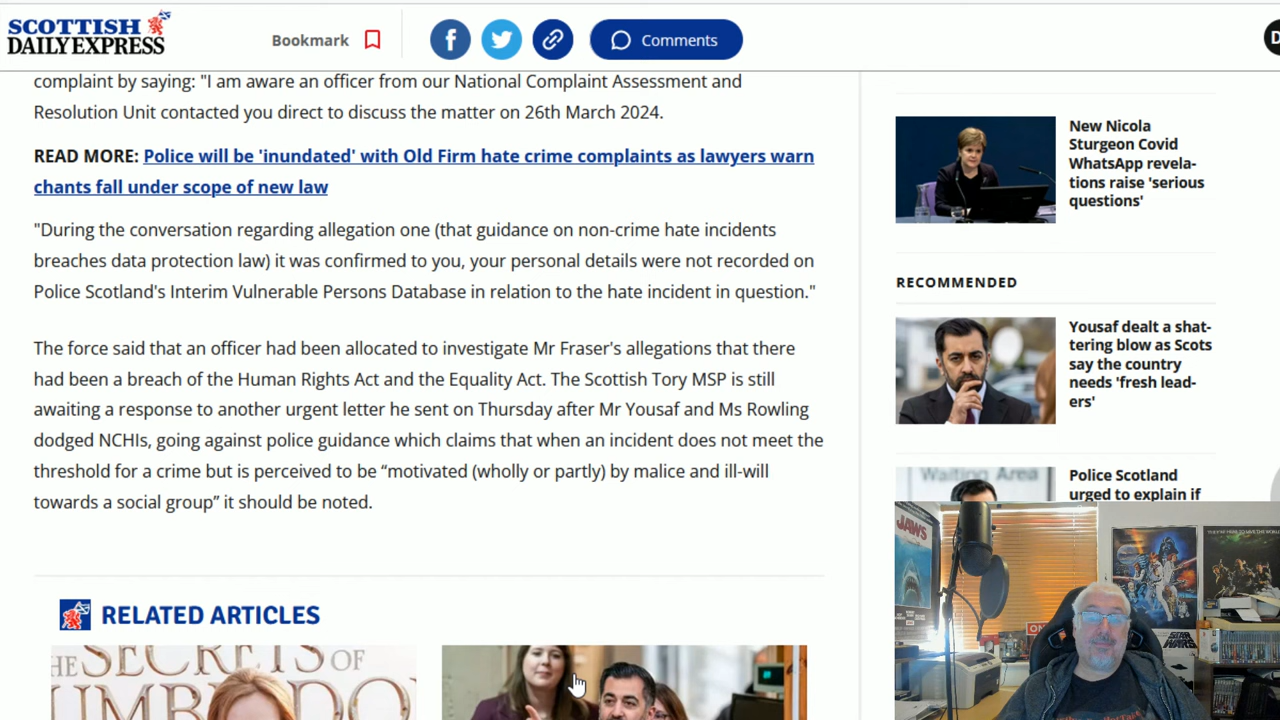 SCOTTISH
DAILY EXPRESS
Bookmark
Comments
D
complaint by saying: "I am aware an officer from our National Complaint Assessment and
Resolution Unit contacted you direct to discuss the matter on 26th March 2024.
READ MORE: Police will be 'inundated' with Old Firm hate crime complaints as lawyers warn
chants fall under scope of new law
"During the conversation regarding allegation one (that guidance on non-crime hate incidents
breaches data protection law) it was confirmed to you, your personal details were not recorded on
Police Scotland's Interim Vulnerable Persons Database in relation to the hate incident in question."
The force said that an officer had been allocated to investigate Mr Fraser's allegations that there
had been a breach of the Human Rights Act and the Equality Act. The Scottish Tory MSP is still
awaiting a response to another urgent letter he sent on Thursday after Mr Yousaf and Ms Rowling
dodged NCHIs, going against police guidance which claims that when an incident does not meet the
threshold for a crime but is perceived to be “motivated (wholly or partly) by malice and ill-will
towards a social group” it should be noted.
RELATED ARTICLES
HE SECRETS OF
New Nicola
Sturgeon Covid
WhatsApp revela-
tions raise 'serious
questions'
RECOMMENDED
Yousaf dealt a shat-
tering blow as Scots
say the country
needs 'fresh lead-
ers'
Waiting Area
Police Scotland
urged to explain if
JAWS
STAR
WARS